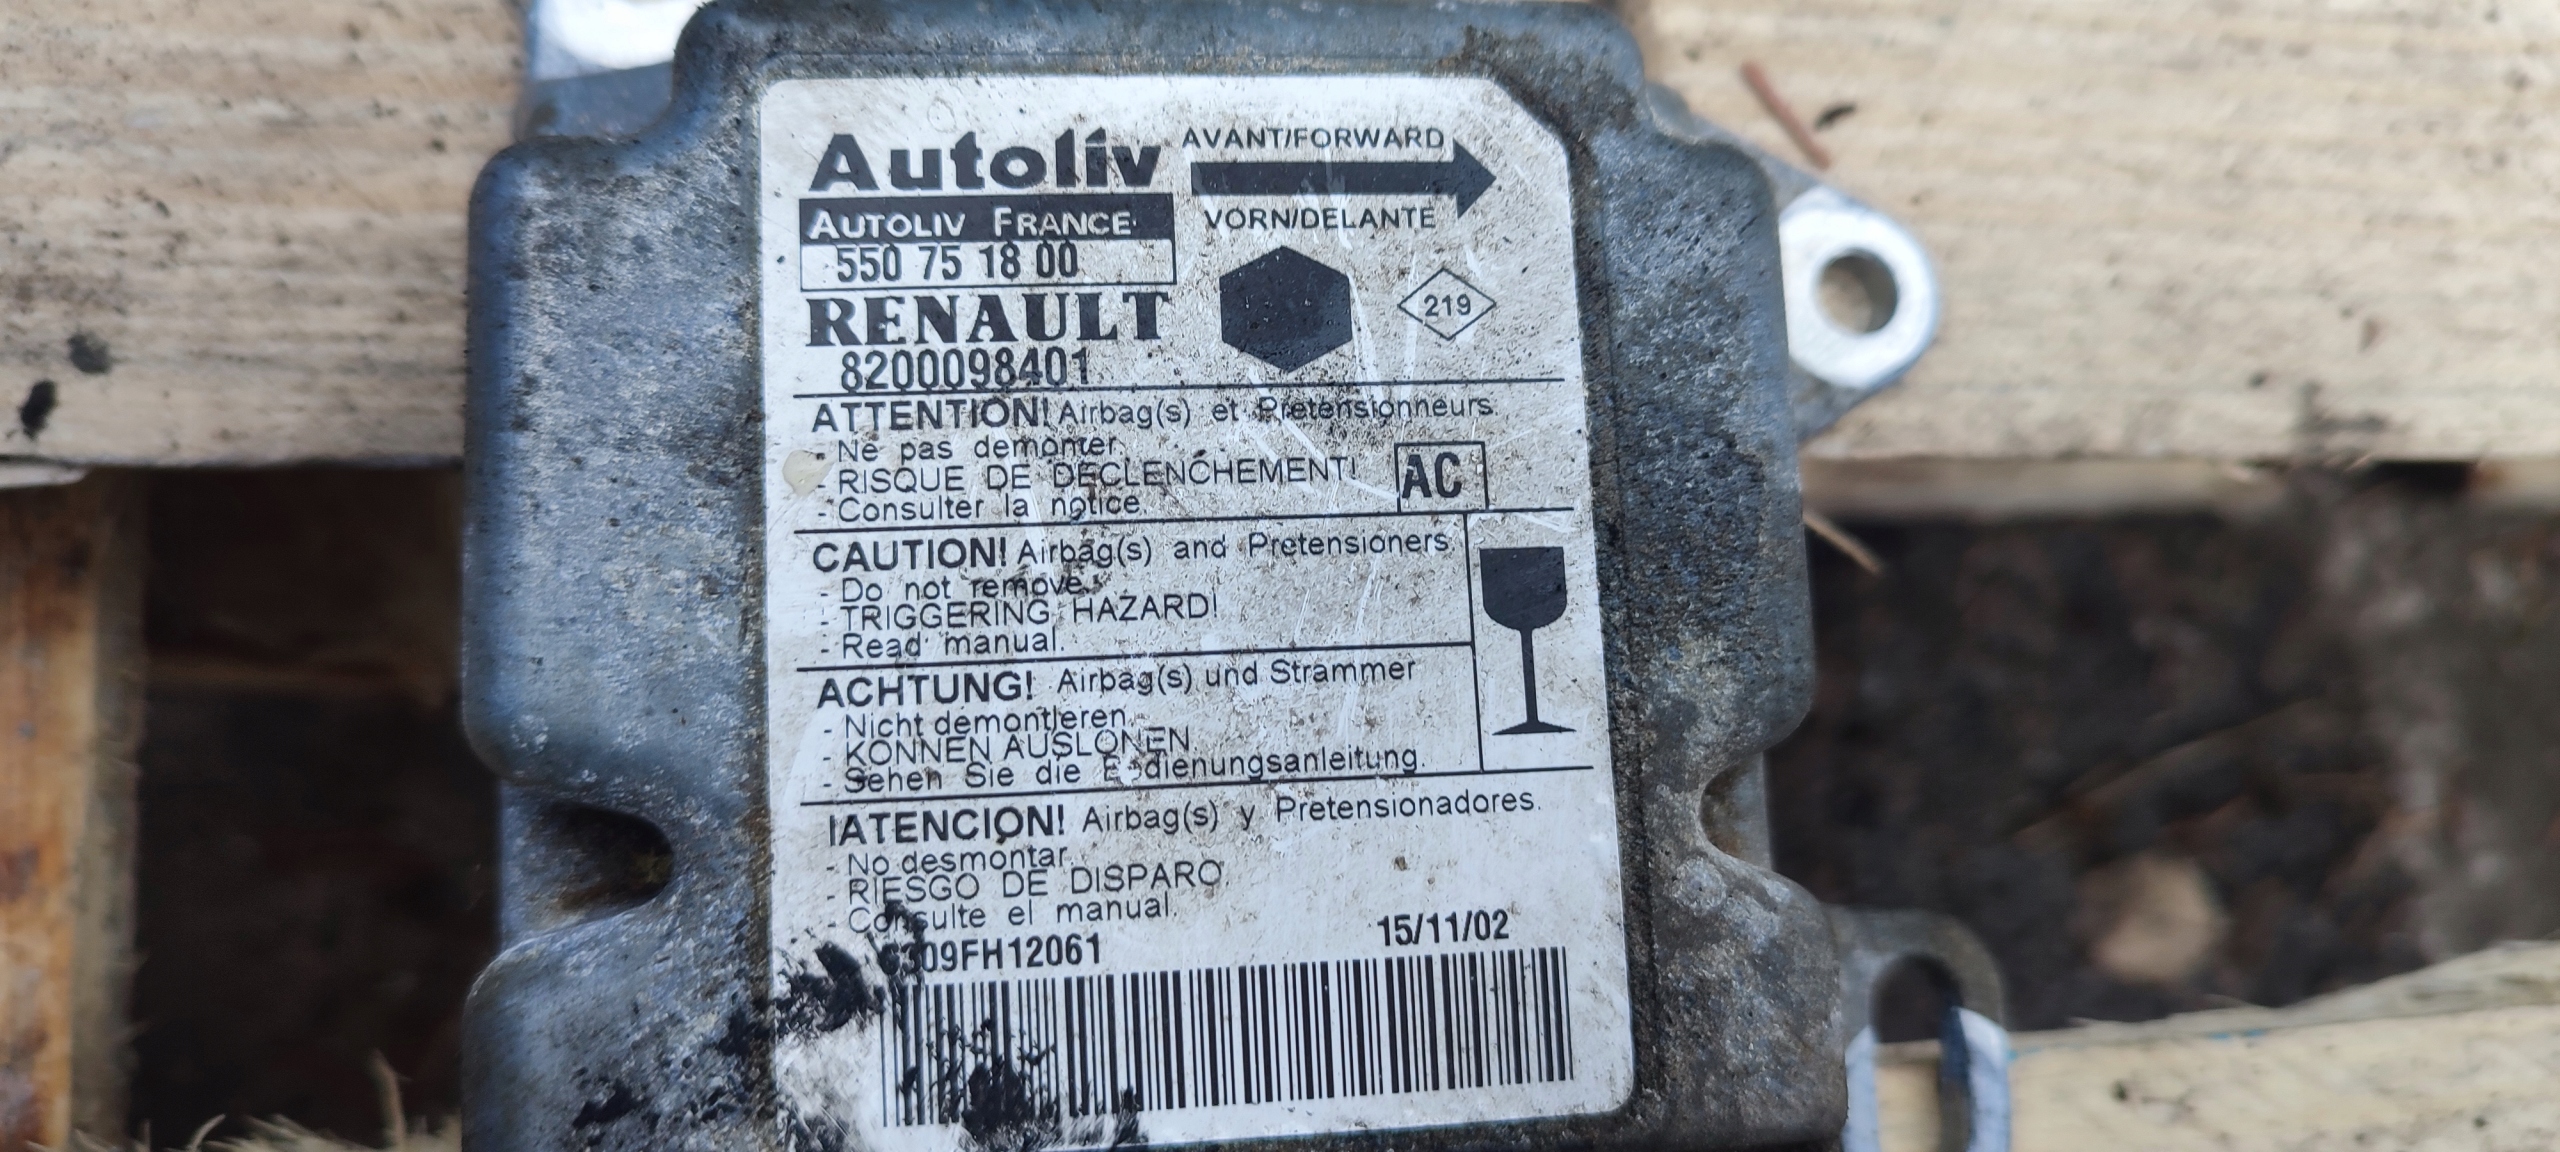 Autoliv
AVANT/FORWARD
VORN/DELANTE
AUTOLIV FRANCE
550 75 18 00
RENAULT
8200098401
219
ATTENTION! Airbag(s) et Pretensionneurs.
- Ne pas demonter.
- RISQUE DE DECLENCHEMENT!
- Consulter la notice.
AC
CAUTION! Airbag(s) and Pretensioners.
- Do not remove.
- TRIGGERING HAZARD!
- Read manual.
ACHTUNG! Airbag(s) und Strammer
- Nicht demontieren.
- KONNEN AUSLONEN.
- Sehen Sie die Bedienungsanleitung.
¡ATENCION! Airbag(s) y Pretensionadores.
- No desmontar.
- RIESGO DE DISPARO
- Consulte el manual.
15/11/02